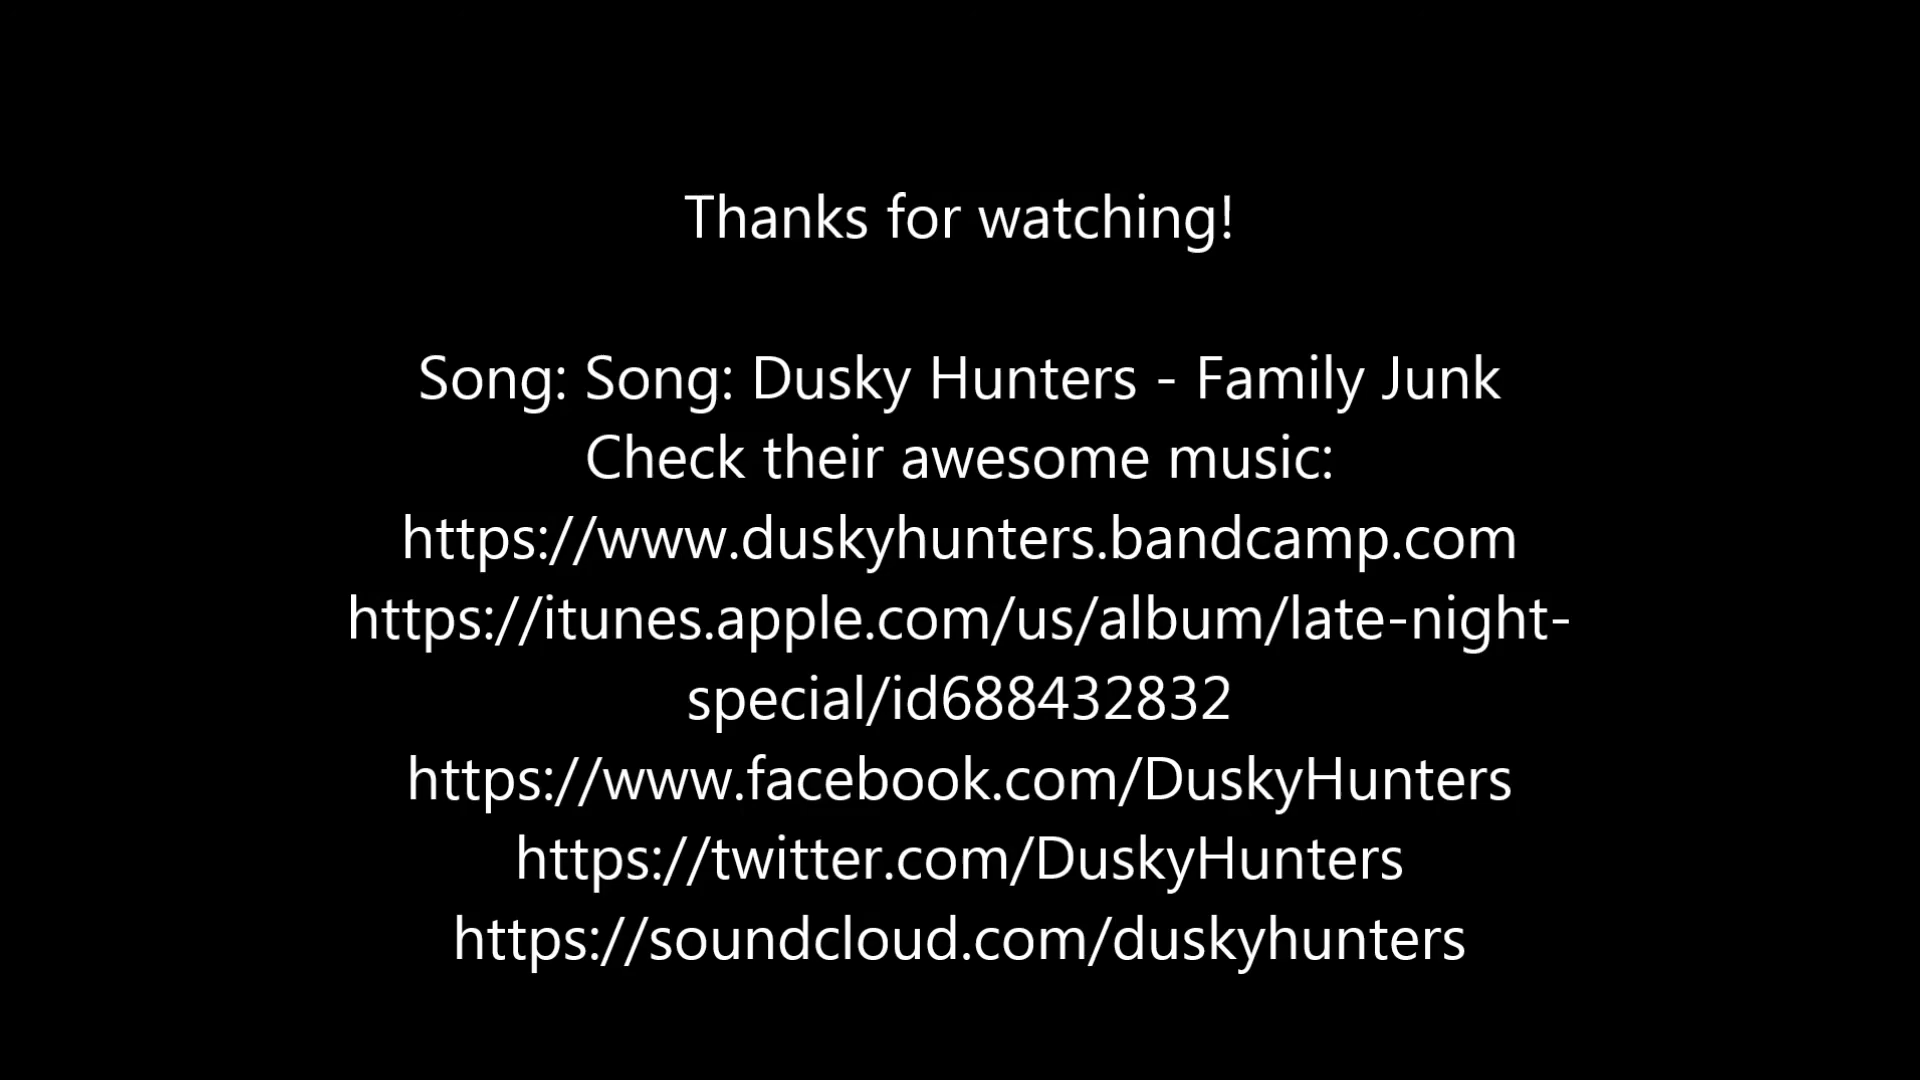 Thanks for watching!
Song: Song: Dusky Hunters - Family Junk
Check their awesome music:
https://www.duskyhunters.bandcamp.com
https://itunes.apple.com/us/album/late-night-
special/id688432832
https://www.facebook.com/DuskyHunters
https://twitter.com/DuskyHunters
https://soundcloud.com/duskyhunters